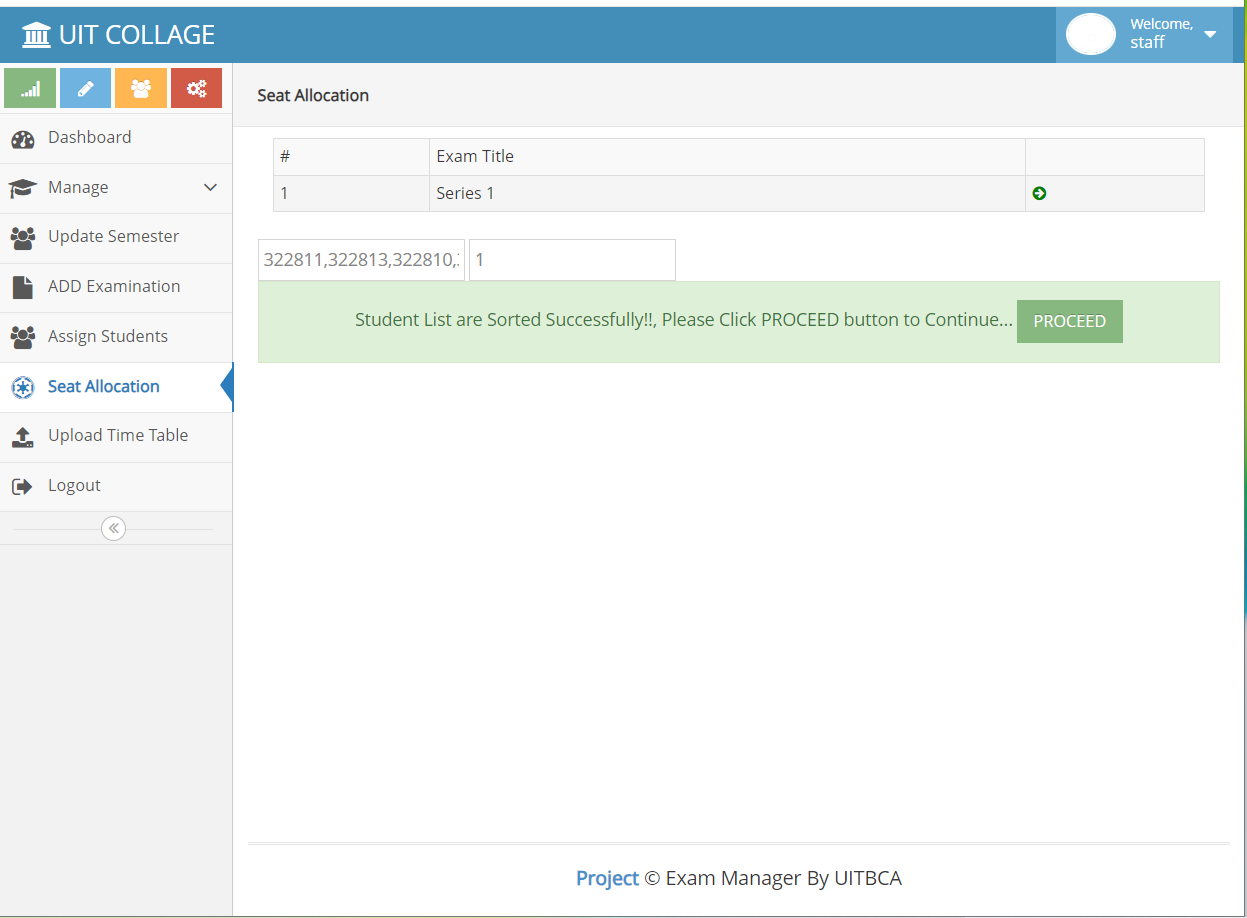 UIT COLLAGE
Welcome,
staff
Dashboard
Manage
Update Semester
ADD Examination
Assign Students
Seat Allocation
Upload Time Table
Logout
Seat Allocation
# Exam Title
1 Series 1
322811,322813,322810, 1
Student List are Sorted Successfully!!, Please Click PROCEED button to Continue... PROCEED
Project © Exam Manager By UITBCA